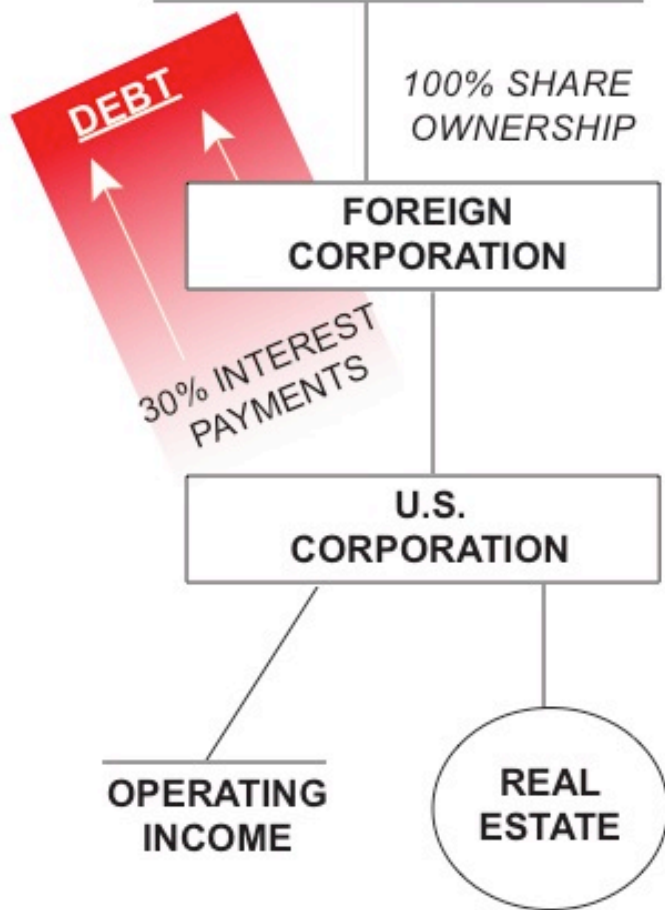 DEBT
100% SHARE
OWNERSHIP
FOREIGN
CORPORATION
30% INTEREST
PAYMENTS
U.S.
CORPORATION
OPERATING
INCOME
REAL
ESTATE